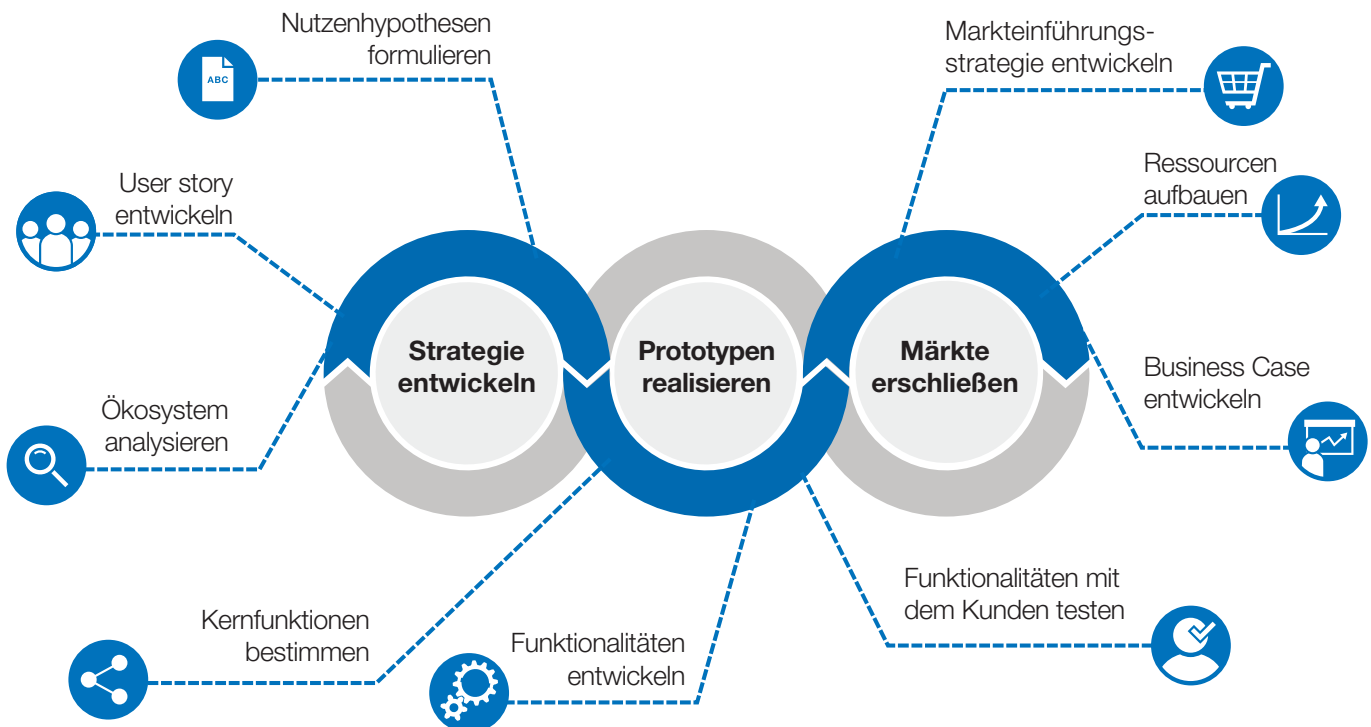 Nutzenhypothesen
formulieren
ABC
User story
entwickeln
Ökosystem
analysieren
Strategie
entwickeln
Kernfunktionen
bestimmen
Funktionalitäten
entwickeln
Funktionalitäten mit
dem Kunden testen
Prototypen
realisieren
Markteinführungs-
strategie entwickeln
Ressourcen
aufbauen
Business Case
entwickeln
Märkte
erschließen